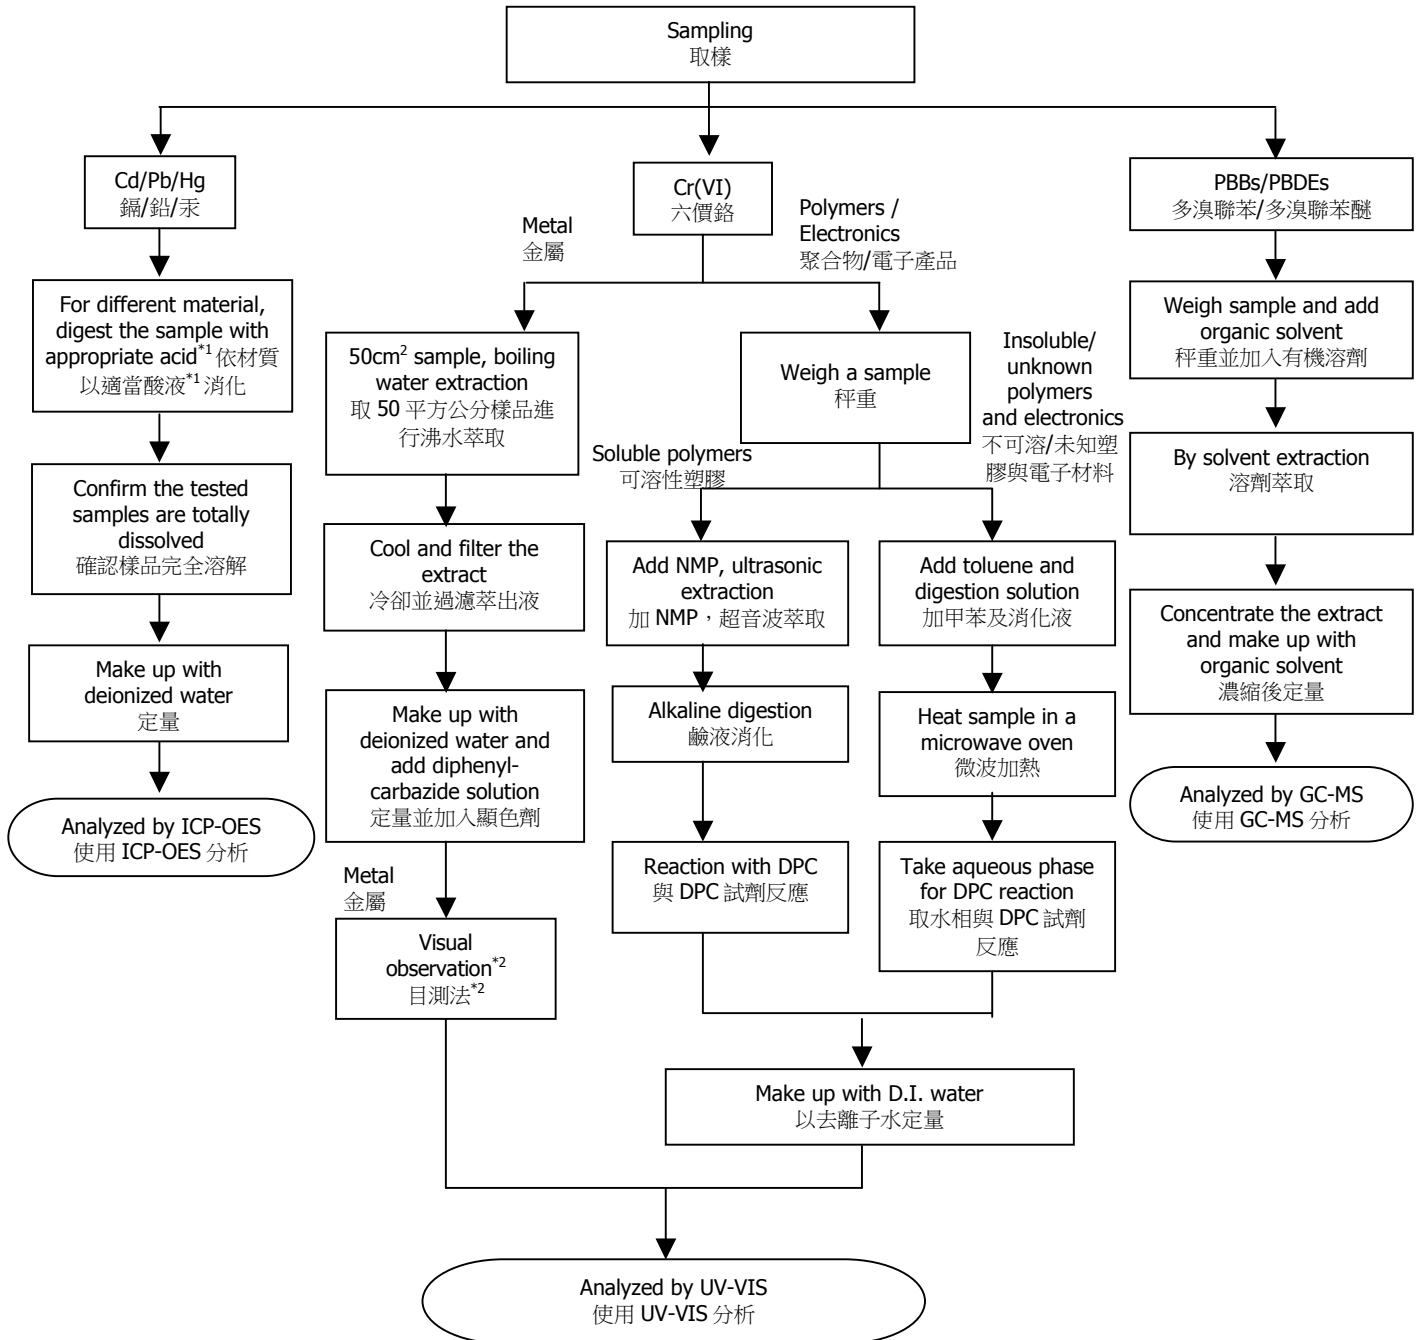 Sampling
取樣
Cd/Pb/Hg
鎘/鉛/汞
Cr(VI)
六價鉻
PBBs/PBDEs
多溴聯苯/多溴聯苯醚
Metal
金屬
Polymers /
Electronics
聚合物/電子產品
For different material,
digest the sample with
appropriate acid*1 依材質
以適當酸液*1 消化
50cm2 sample, boiling
water extraction
取 50 平方公分樣品進
行沸水萃取
Weigh a sample
秤重
Insoluble/
unknown
polymers
and electronics
不可溶/未知塑
膠與電子材料
Weigh sample and add
organic solvent
秤重並加入有機溶劑
Soluble polymers
可溶性塑膠
By solvent extraction
溶劑萃取
Confirm the tested
samples are totally
dissolved
確認樣品完全溶解
Cool and filter the
extract
冷卻並過濾萃出液
Add NMP, ultrasonic
extraction
加 NMP，超音波萃取
Add toluene and
digestion solution
加甲苯及消化液
Concentrate the extract
and make up with
organic solvent
濃縮後定量
Make up with
deionized water
定量
Make up with
deionized water and
add diphenyl-
carbazide solution
定量並加入顯色劑
Alkaline digestion
鹼液消化
Heat sample in a
microwave oven
微波加熱
Analyzed by GC-MS
使用 GC-MS 分析
Analyzed by ICP-OES
使用 ICP-OES 分析
Metal
金屬
Reaction with DPC
與 DPC 試劑反應
Take aqueous phase
for DPC reaction
取水相與 DPC 試劑
反應
Visual
observation*2
目測法*2
Make up with D.I. water
以去離子水定量
Analyzed by UV-VIS
使用 UV-VIS 分析